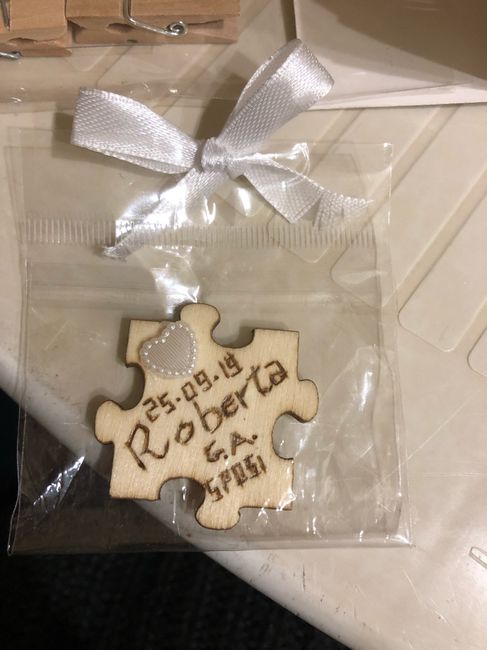 25.09.19
Roberta
G.A.
SPOSI